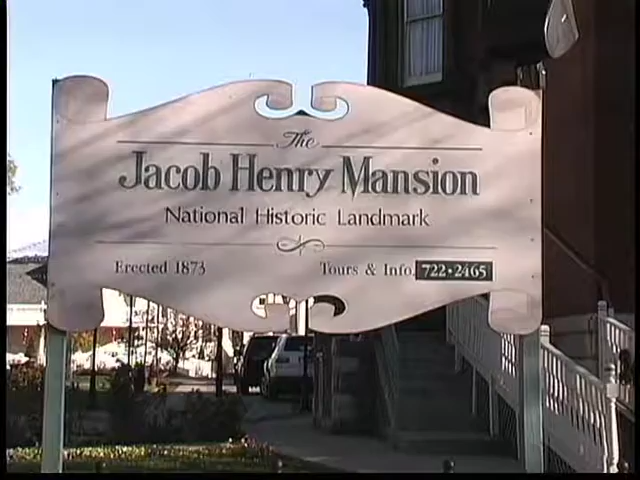 The
Jacob Henry Mansion
National Historic Landmark
Erected 1873
Tours & Info. 722•2465